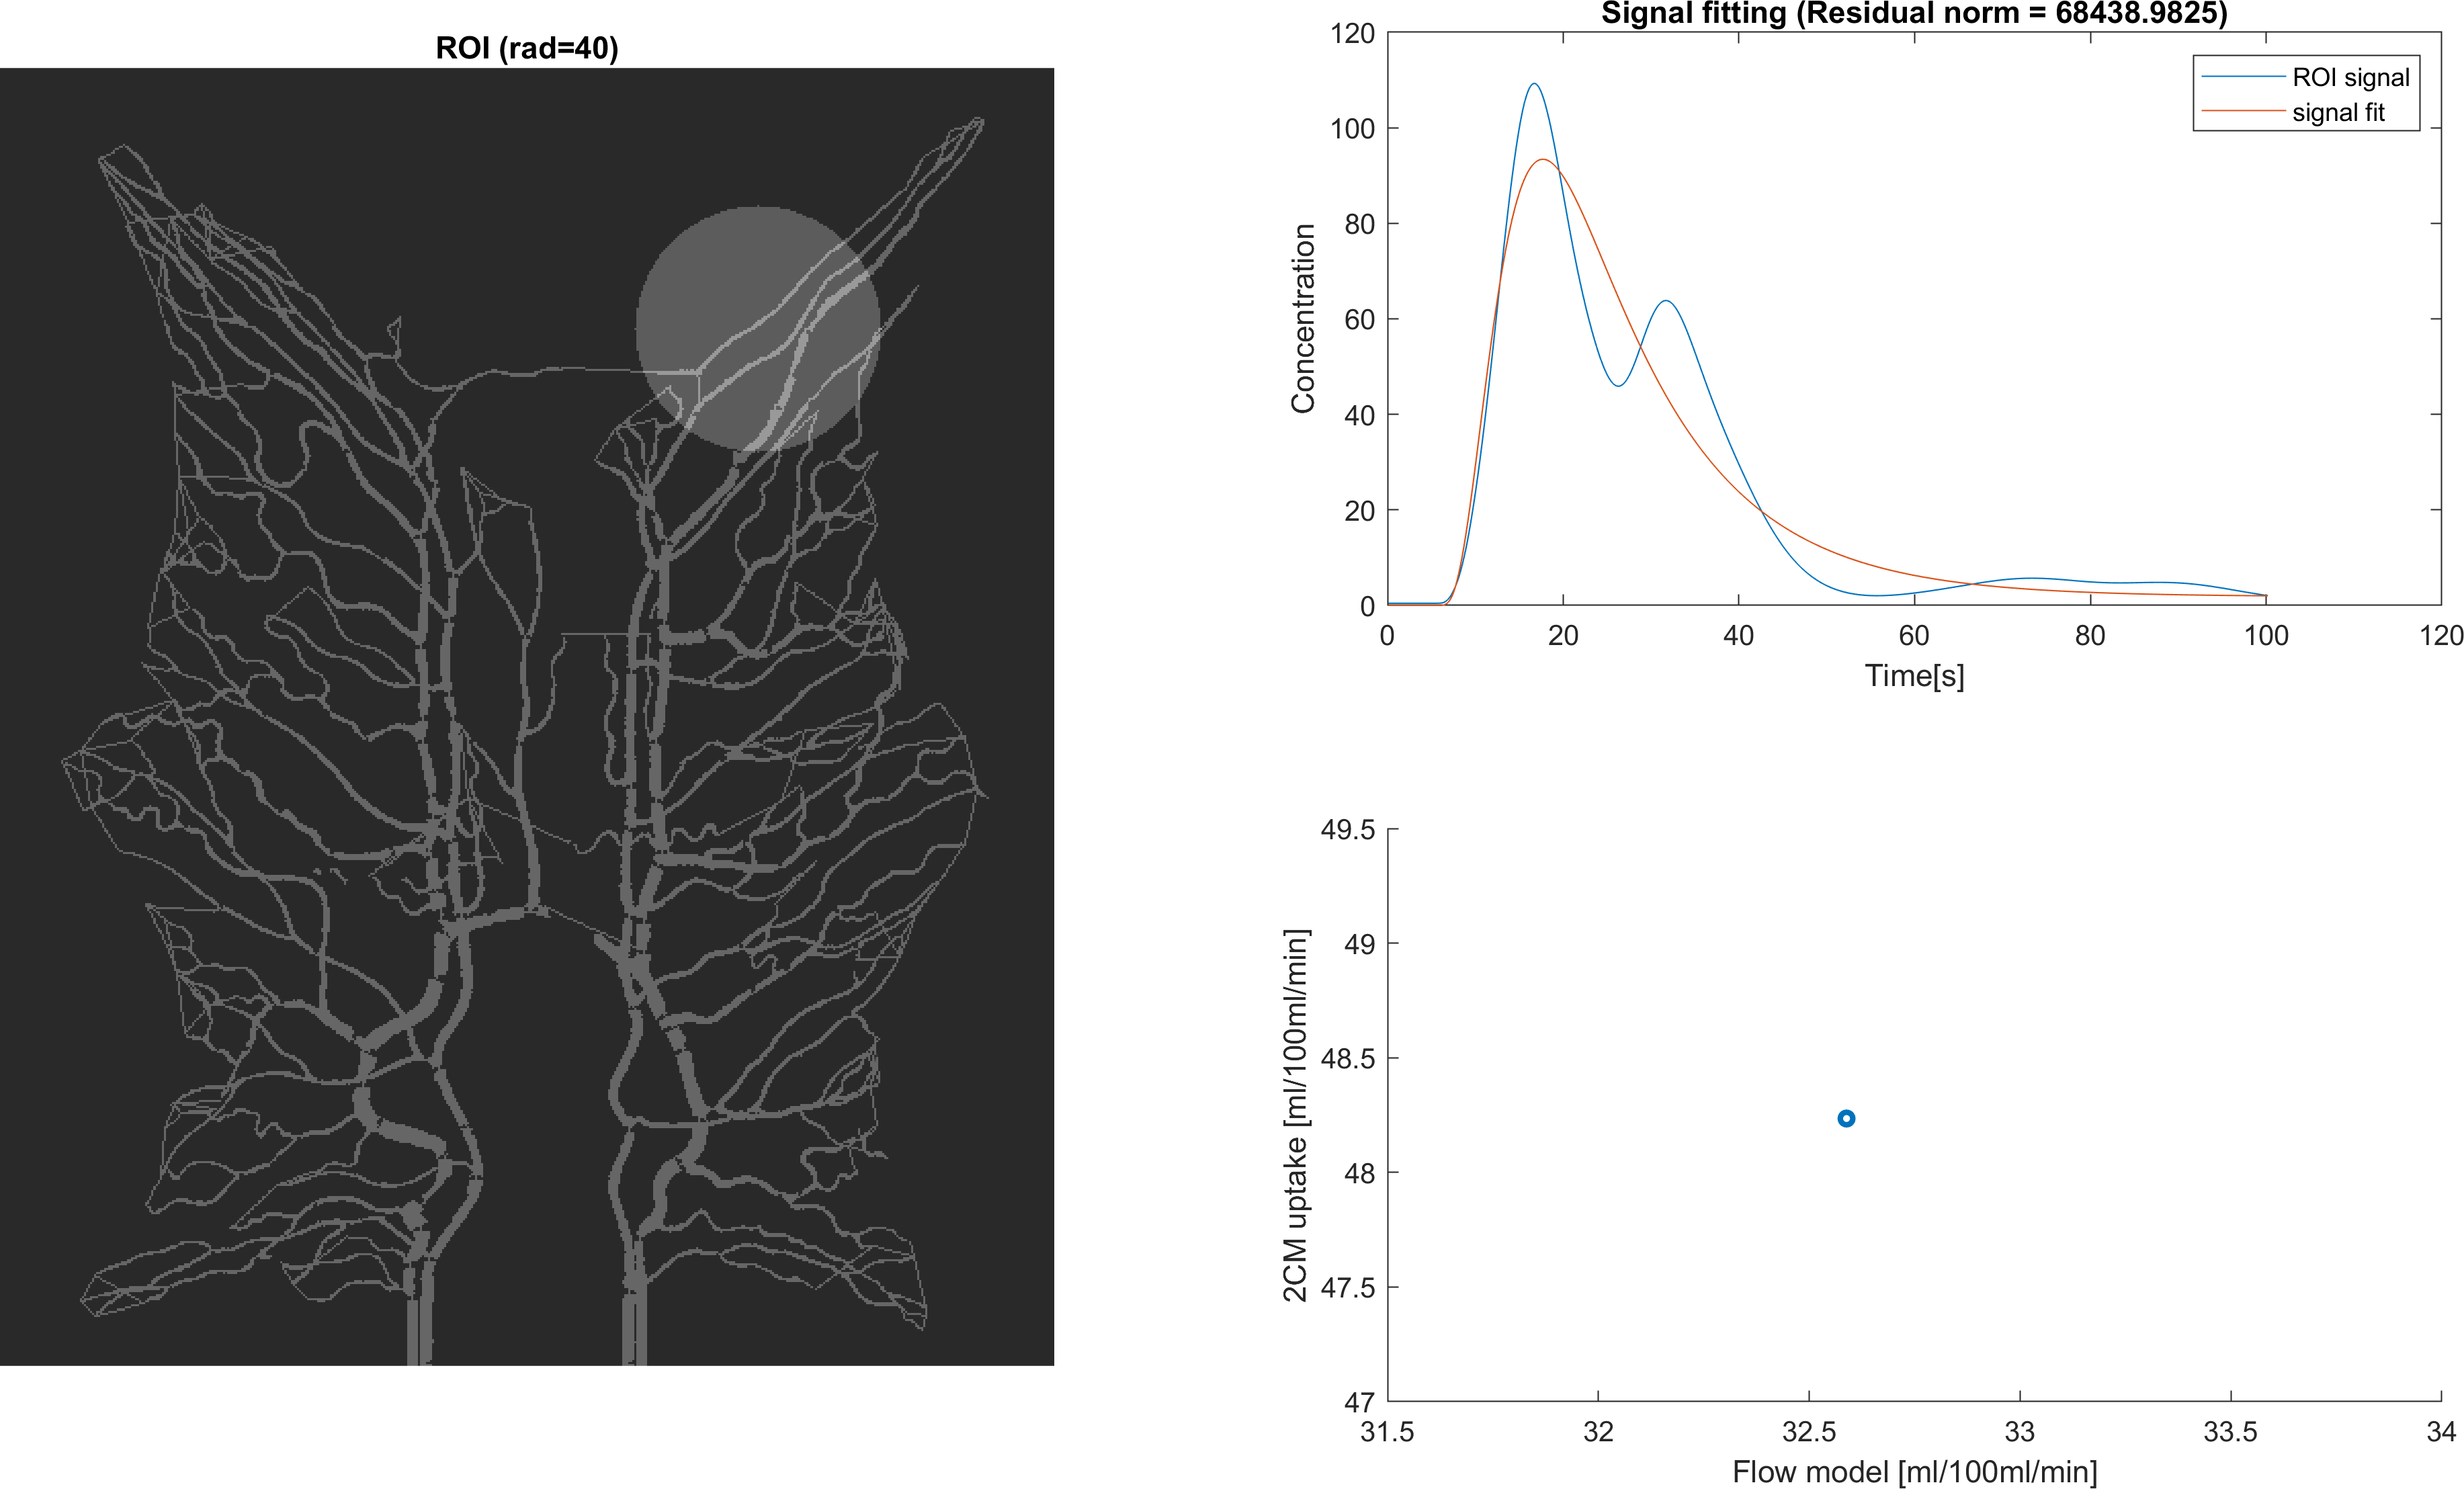 ROI (rad=40)
Signal fitting (Residual norm = 68438.9825)
120
100
80
60
40
20
0
Concentration
ROI signal
signal fit
0 20 40 60 80 100 120
Time[s]
49.5
49
48.5
48
47.5
47
2CM uptake [ml/100ml/min]
31.5 32 32.5 33 33.5 34
Flow model [ml/100ml/min]